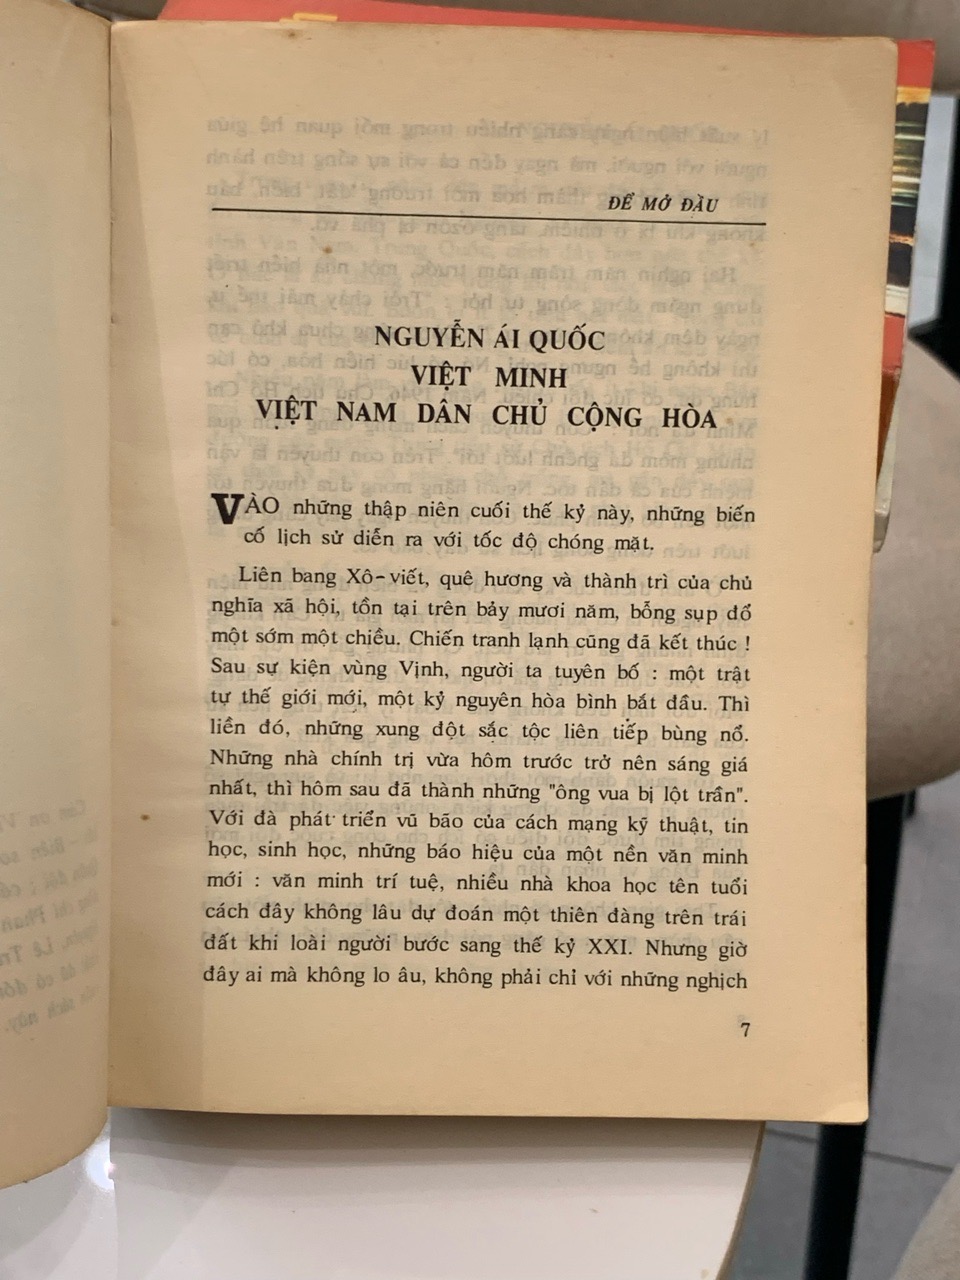 ĐỂ MỞ ĐẦU
NGUYỄN ÁI QUỐC
VIỆT MINH
VIỆT NAM DÂN CHỦ CỘNG HÒA
VÀO những thập niên cuối thế kỷ này, những biến
cố lịch sử diễn ra với tốc độ chóng mặt.
Liên bang Xô-viết, quê hương và thành trì của chủ
nghĩa xã hội, tồn tại trên bảy mươi năm, bỗng sụp đổ
một sớm một chiều. Chiến tranh lạnh cũng đã kết thúc !
Sau sự kiện vùng Vịnh, người ta tuyên bố : một trật
tự thế giới mới, một kỷ nguyên hòa bình bắt đầu. Thì
liền đó, những xung đột sắc tộc liên tiếp bùng nổ.
Những nhà chính trị vừa hôm trước trở nên sáng giá
nhất, thì hôm sau đã thành những "ông vua bị lột trần".
Với đà phát triển vũ bão của cách mạng kỹ thuật, tin
học, sinh học, những báo hiệu của một nền văn minh
mới : văn minh trí tuệ, nhiều nhà khoa học tên tuổi
cách đây không lâu dự đoán một thiên đàng trên trái
đất khi loài người bước sang thế kỷ XXI. Nhưng giờ
đây ai mà không lo âu, không phải chỉ với những nghịch
7